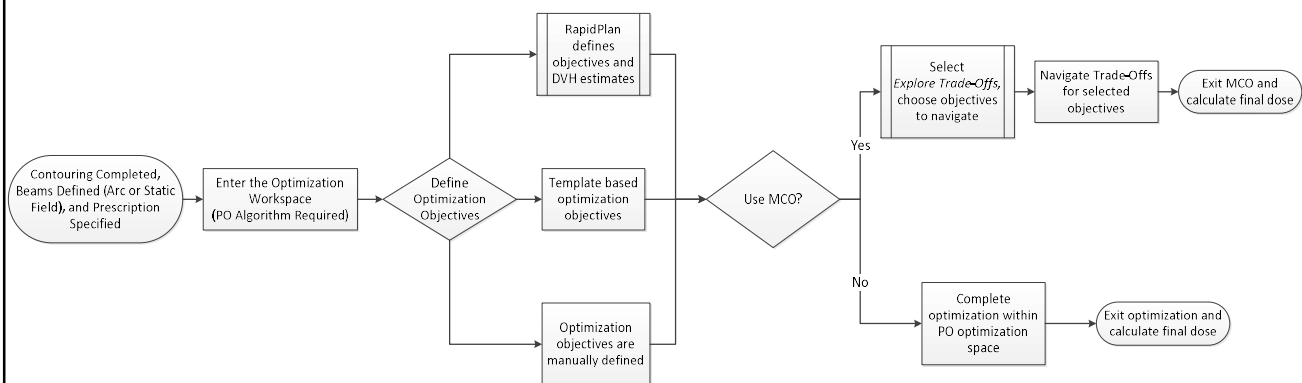 Contouring Completed,
Beams Defined (Arc or Static
Field), and Prescription
Specified
Enter the Optimization
Workspace
(PO Algorithm Required)
Define
Optimization
Objectives
RapidPlan
defines
objectives and
DVH estimates
Template based
optimization
objectives
Optimization
objectives are
manually defined
Use MCO?
Yes
Select
Explore Trade-Offs,
choose objectives
to navigate
Navigate Trade-Offs
for selected
objectives
Exit MCO and
calculate final dose
No
Complete
optimization within
PO optimization
space
Exit optimization and
calculate final dose